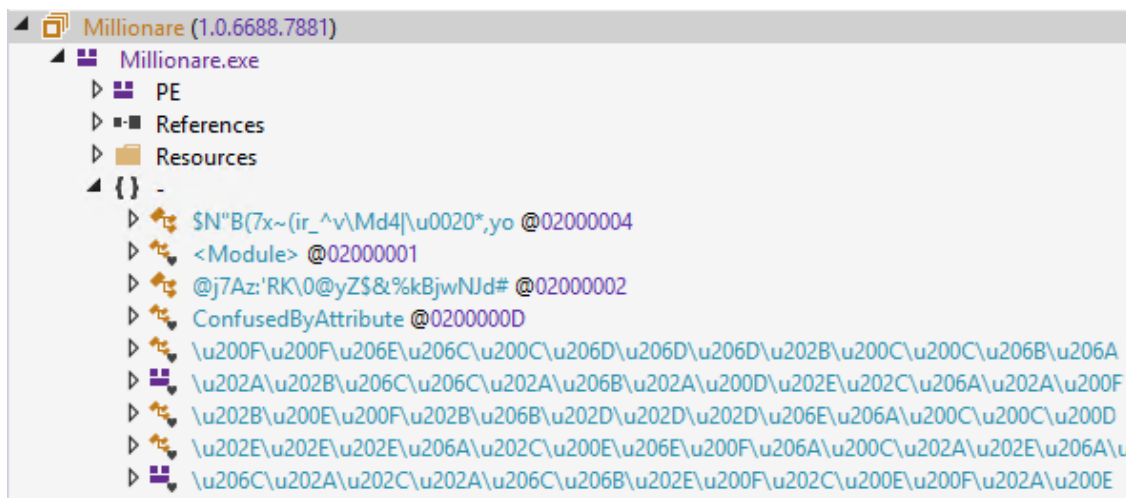 Millionare (1.0.6688.7881)
Millionare.exe
PE
References
Resources
{ } -
$N"B(7x~(ir_^v\Md4|\u0020*,yo @02000004
<Module> @02000001
@j7Az:'RK\0@yZ$&%kBjwNJd# @02000002
ConfusedByAttribute @0200000D
\u200F\u200F\u206E\u206C\u200C\u206D\u206D\u206D\u202B\u200C\u200C\u206B\u206A
\u202A\u202B\u206C\u206C\u202A\u206B\u202A\u200D\u202E\u202C\u206A\u202A\u200F
\u202B\u200E\u200F\u202B\u206B\u202D\u202D\u202D\u206E\u206A\u200C\u200C\u200D
\u202E\u202E\u202E\u206A\u202C\u200E\u206E\u200F\u206A\u200C\u202A\u202E\u206A\u
\u206C\u202A\u202C\u202A\u206C\u206B\u202E\u200F\u202C\u200E\u200F\u202A\u200E